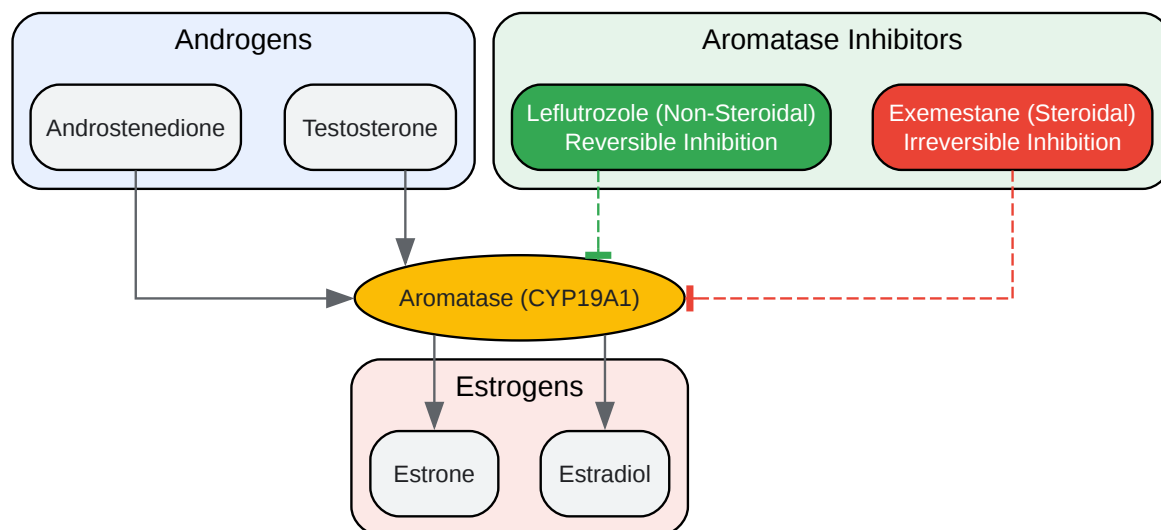 Androgens
Androstenedione
Testosterone
Aromatase Inhibitors
Leflutrozole (Non-Steroidal)
Reversible Inhibition
Exemestane (Steroidal)
Irreversible Inhibition
Aromatase (CYP19A1)
Estrogens
Estrone
Estradiol